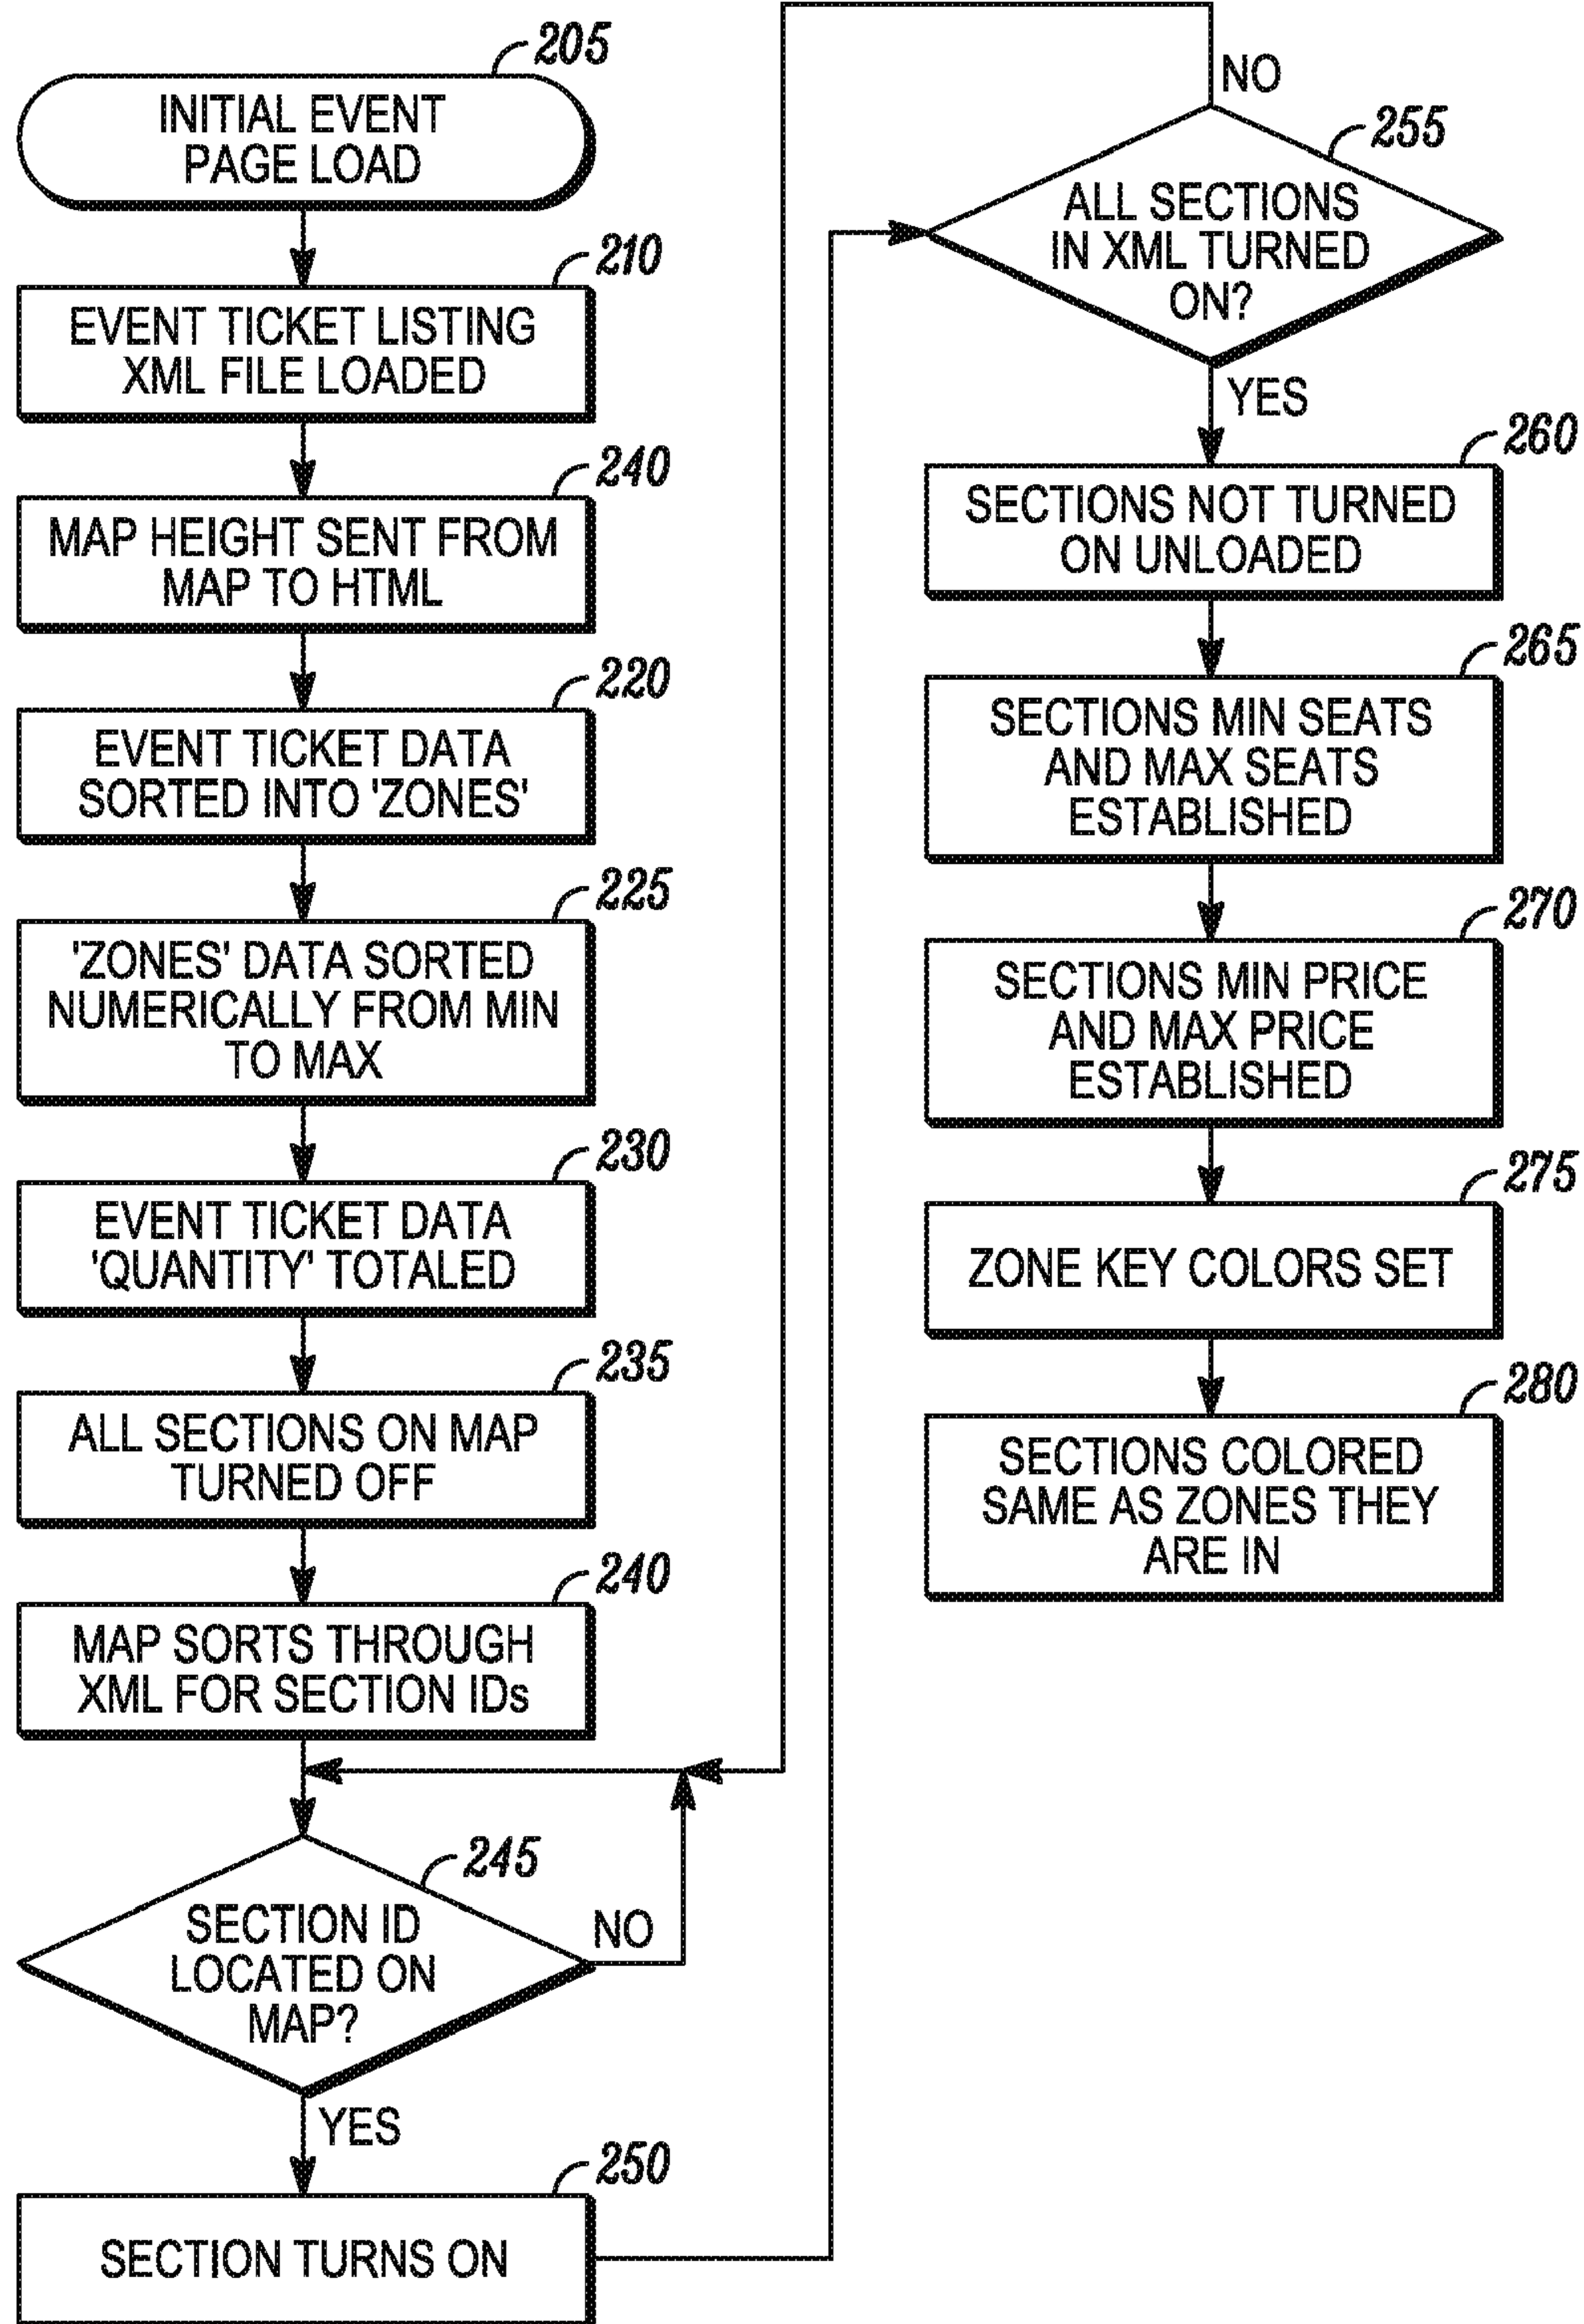 205
INITIAL EVENT
PAGE LOAD
210
EVENT TICKET LISTING
XML FILE LOADED
240
MAP HEIGHT SENT FROM
MAP TO HTML
220
EVENT TICKET DATA
SORTED INTO 'ZONES'
225
'ZONES' DATA SORTED
NUMERICALLY FROM MIN
TO MAX
230
EVENT TICKET DATA
'QUANTITY' TOTALED
235
ALL SECTIONS ON MAP
TURNED OFF
240
MAP SORTS THROUGH
XML FOR SECTION IDs
245
SECTION ID
LOCATED ON
MAP?
NO
YES
250
SECTION TURNS ON
NO
255
ALL SECTIONS
IN XML TURNED
ON?
YES
260
SECTIONS NOT TURNED
ON UNLOADED
265
SECTIONS MIN SEATS
AND MAX SEATS
ESTABLISHED
270
SECTIONS MIN PRICE
AND MAX PRICE
ESTABLISHED
275
ZONE KEY COLORS SET
280
SECTIONS COLORED
SAME AS ZONES THEY
ARE IN